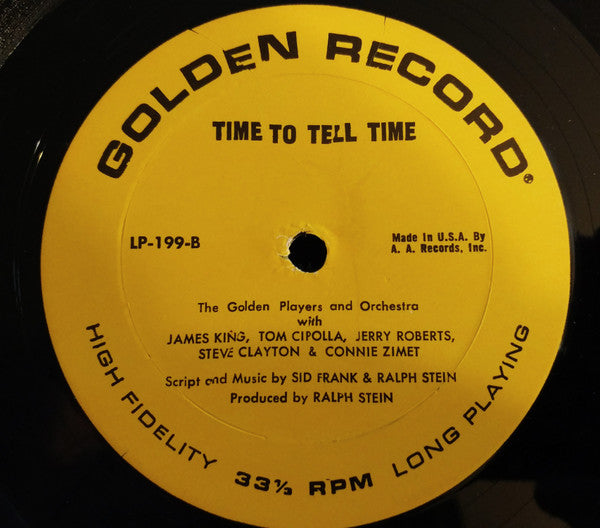 GOLDEN RECORD®
TIME TO TELL TIME
LP-199-B
Made In U.S.A. By
A. A. Records, Inc.
The Golden Players and Orchestra
with
JAMES KING, TOM CIPOLLA, JERRY ROBERTS,
STEVE CLAYTON & CONNIE ZIMET
Script and Music by SID FRANK & RALPH STEIN
Produced by RALPH STEIN
HIGH FIDELITY 33⅓ RPM LONG PLAYING